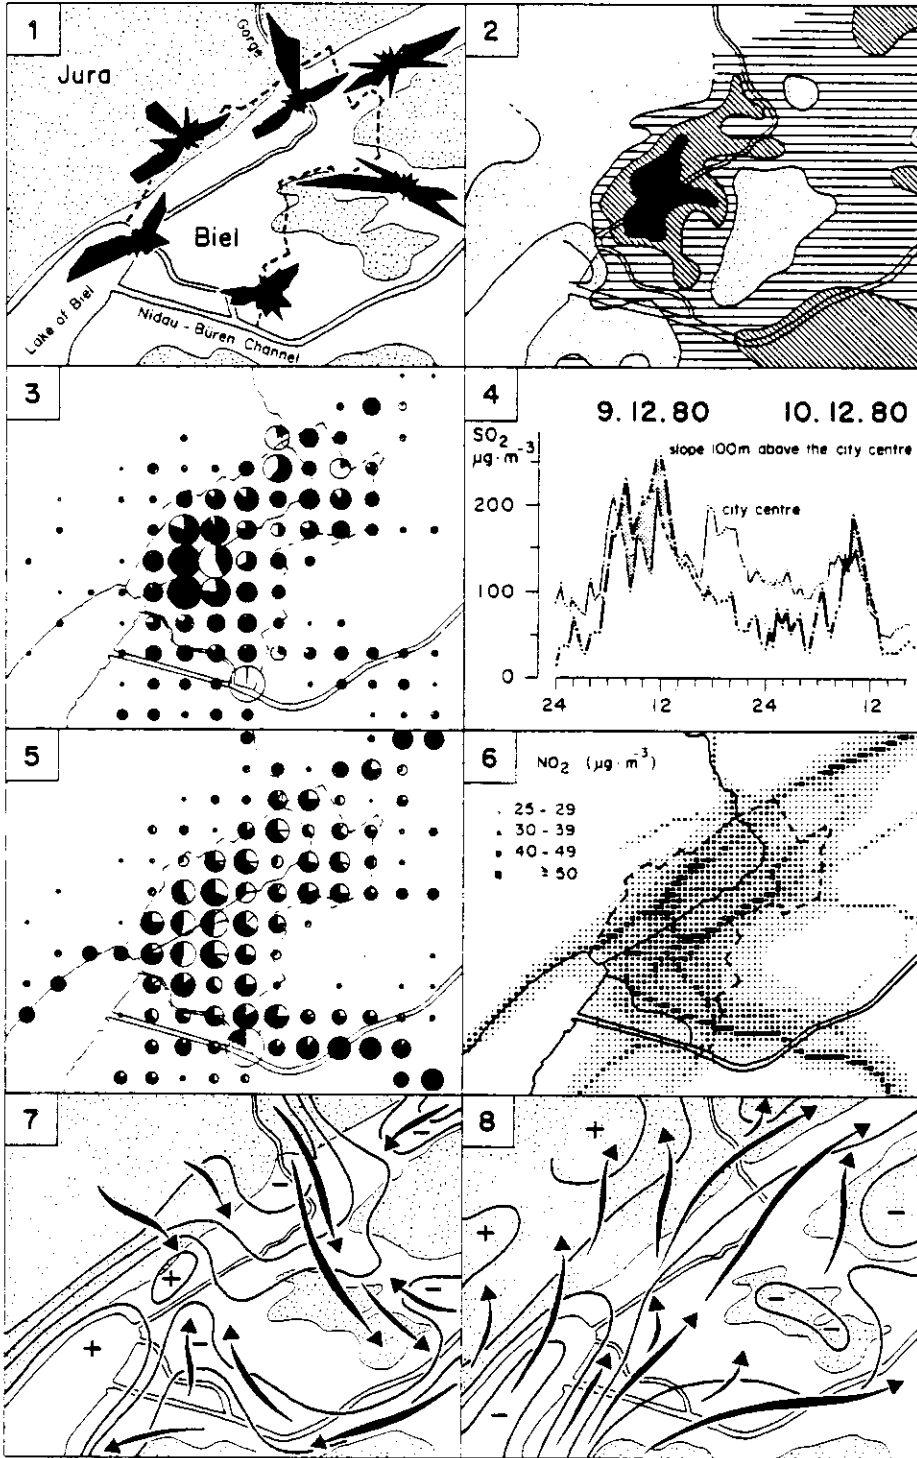 1
Jura
Gorge
Biel
Lake of Biel
Nidau - Büren Channel
2
3
4
9.12.80 10.12.80
SO2
µg·m-3
slope 100m above the city centre
city centre
200
100
0
24 12 24 12
5
6
NO2 (µg·m-3)
25 - 29
30 - 39
40 - 49
≥ 50
7
+
+
-
-
-
-
-
8
+
+
-
-
-
-